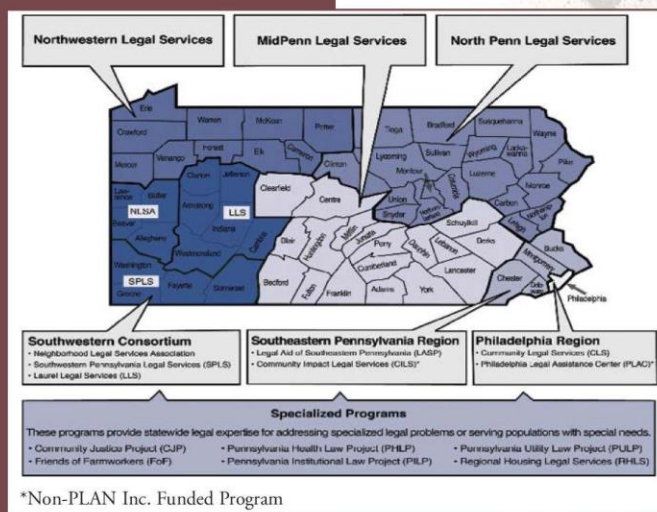 Northwestern Legal Services
MidPenn Legal Services
North Penn Legal Services
Erie
Crawford
Warren
McKean
Potter
Mercer
Venango
Forest
Elk
Cameron
Clinton
Tioga
Bradford
Susquehanna
Wayne
Lycoming
Sullivan
Wyoming
Lacka-
wanna
Pike
Montour
Columbia
Luzerne
Monroe
Union
Snyder
Carbon
Lehigh
Clarion
Jefferson
Clearfield
Centre
Law-
rence
Butler
NLSA
Armstrong
LLS
Beaver
Allegheny
Indiana
Cambria
Westmoreland
Washington
SPLS
Greene
Fayette
Somerset
Blair
Huntingdon
Mifflin
Juniata
Perry
Dauphin
Lebanon
Schuylkill
Berks
Bedford
Fulton
Franklin
Cumberland
Adams
York
Lancaster
Chester
Montgomery
Bucks
Dela-
ware
Philadelphia
Southwestern Consortium
• Neighborhood Legal Services Association
• Southwestern Pennsylvania Legal Services (SPLS)
• Laurel Legal Services (LLS)
Southeastern Pennsylvania Region
• Legal Aid of Southeastern Pennsylvania (LASP)
• Community Impact Legal Services (CILS)*
Philadelphia Region
• Community Legal Services (CLS)
• Philadelphia Legal Assistance Center (PLAC)*
Specialized Programs
These programs provide statewide legal expertise for addressing specialized legal problems or serving populations with special needs.
• Community Justice Project (CJP)
• Pennsylvania Health Law Project (PHLP)
• Pennsylvania Utility Law Project (PULP)
• Friends of Farmworkers (FoF)
• Pennsylvania Institutional Law Project (PILP)
• Regional Housing Legal Services (RHLS)
*Non-PLAN Inc. Funded Program